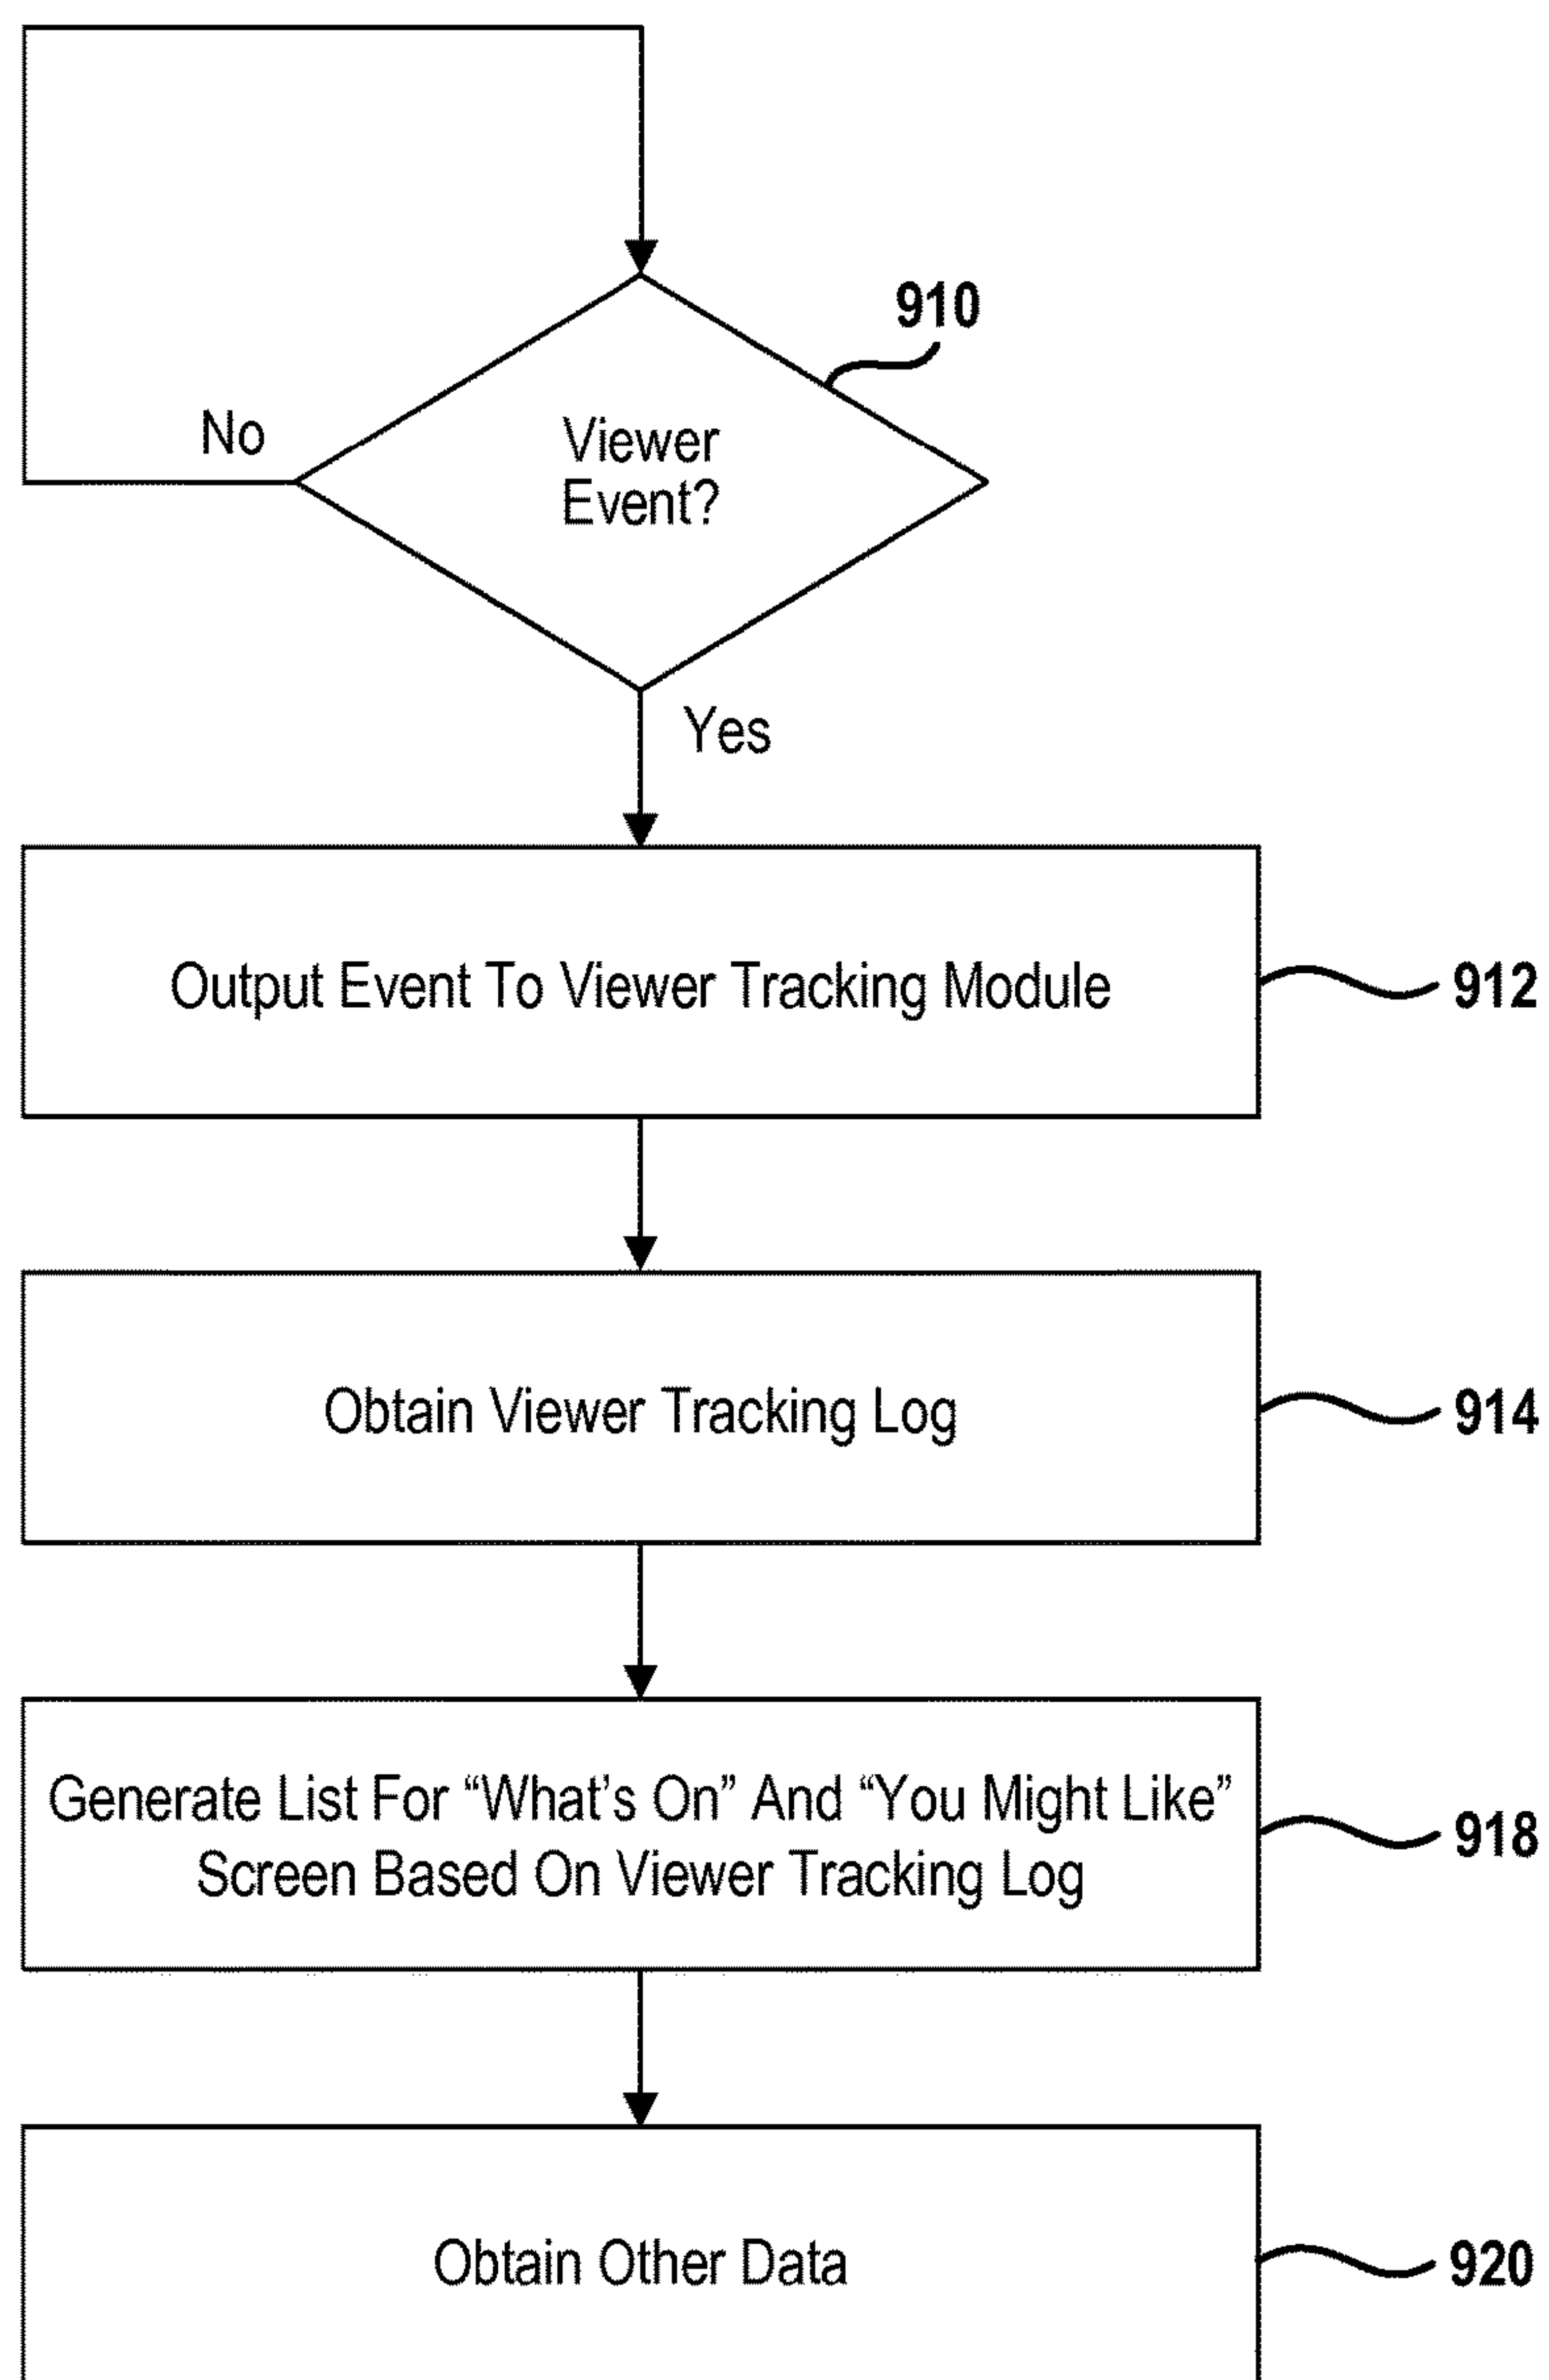 910
No
Viewer
Event?
Yes
Output Event To Viewer Tracking Module
912
Obtain Viewer Tracking Log
914
Generate List For “What’s On” And “You Might Like”
Screen Based On Viewer Tracking Log
918
Obtain Other Data
920